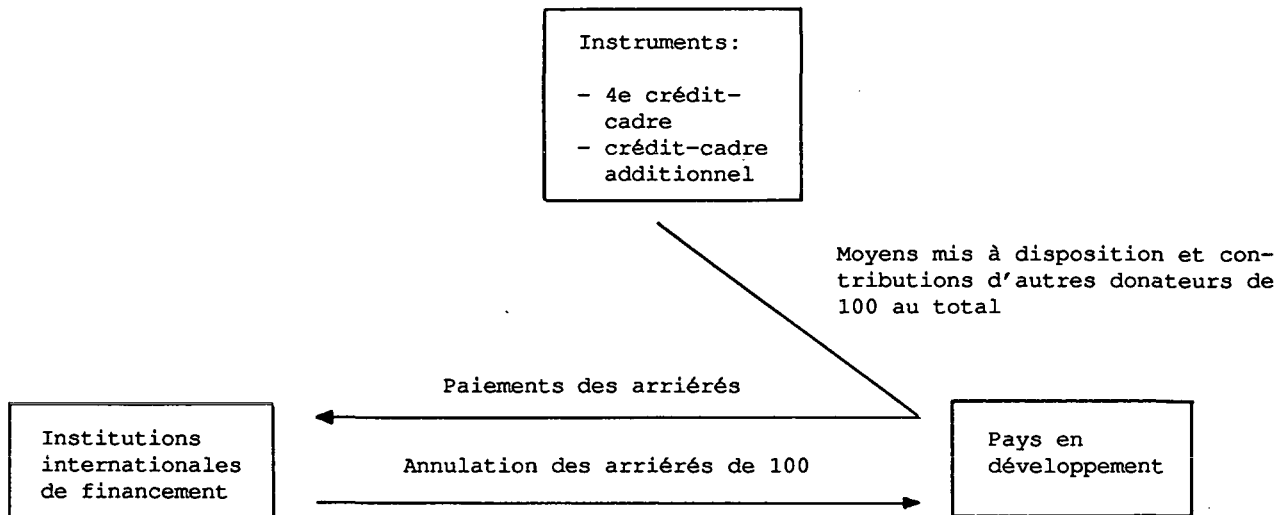 Instruments:
- 4e crédit-
cadre
- crédit-cadre
additionnel
Moyens mis à disposition et con-
tributions d'autres donateurs de
100 au total
Paiements des arriérés
Institutions
internationales
de financement
Annulation des arriérés de 100
Pays en
développement